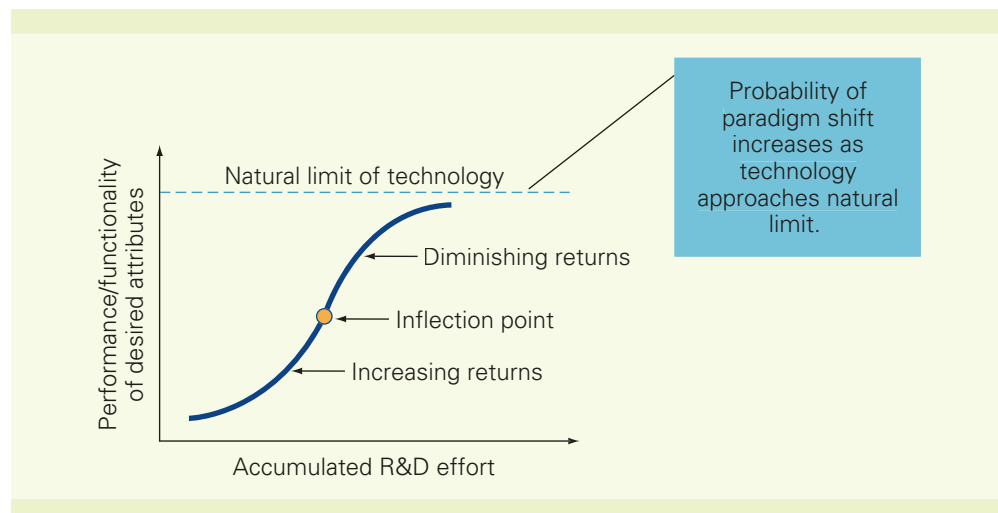 Probability of
paradigm shift
increases as
technology
approaches natural
limit.
Natural limit of technology
Performance/functionality
of desired attributes
Diminishing returns
Inflection point
Increasing returns
Accumulated R&D effort